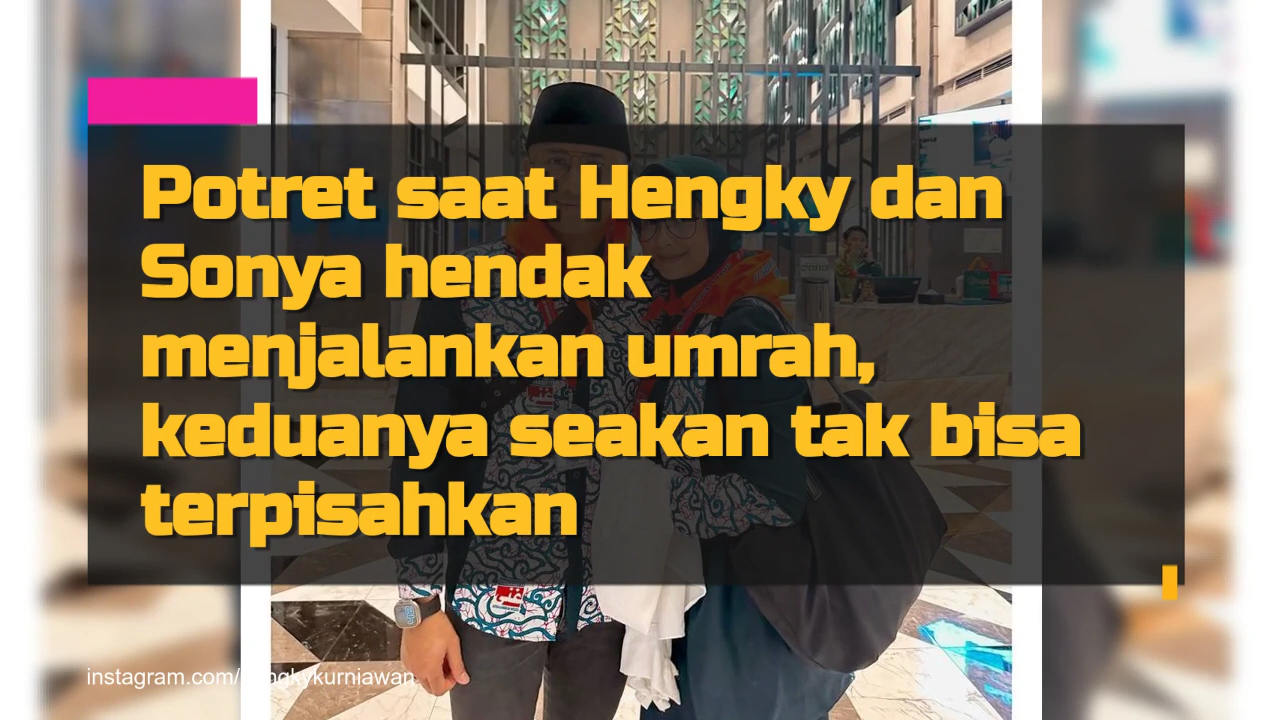 Potret saat Hengky dan
Sonya hendak
menjalankan umrah,
keduanya seakan tak bisa
terpisahkan
instagram.com/hengkykurniawan